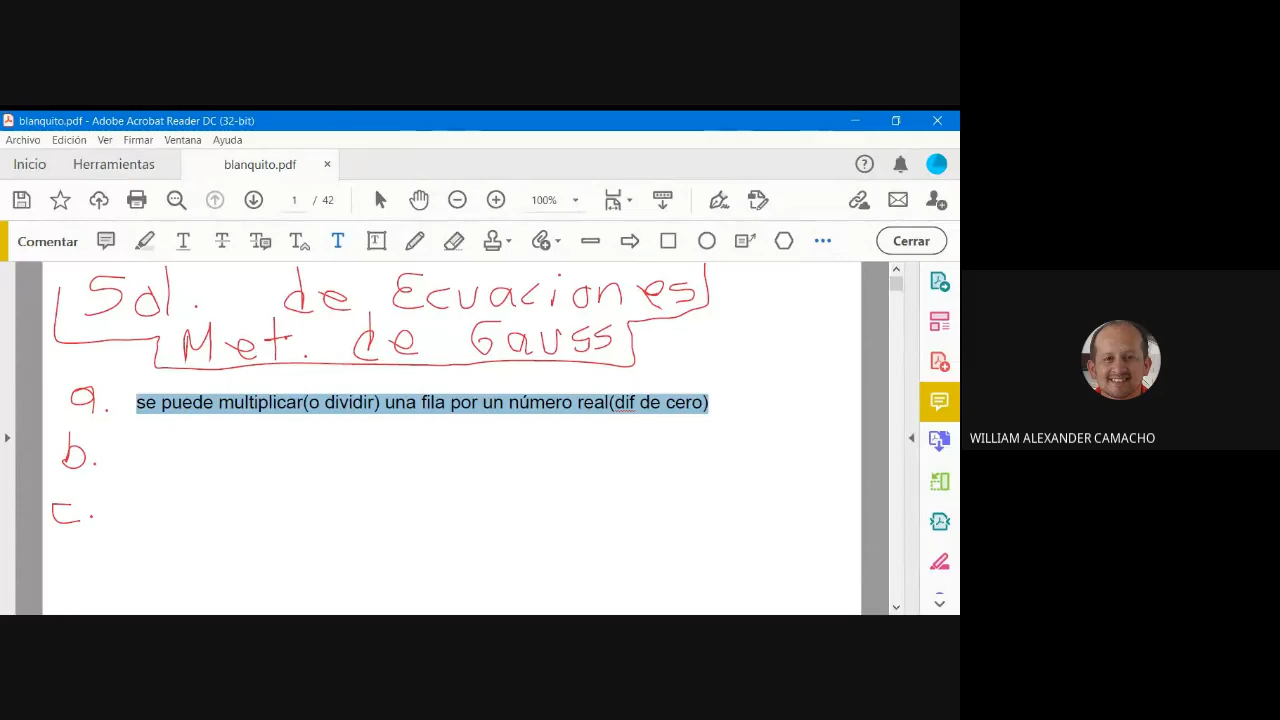 blanquito.pdf - Adobe Acrobat Reader DC (32-bit)
Archivo Edición Ver Firmar Ventana Ayuda
Inicio Herramientas blanquito.pdf ×
1 / 42 100%
Comentar Cerrar
Sol. de Ecuaciones
Met. de Gauss
a. se puede multiplicar(o dividir) una fila por un número real(dif de cero)
b.
c.
WILLIAM ALEXANDER CAMACHO